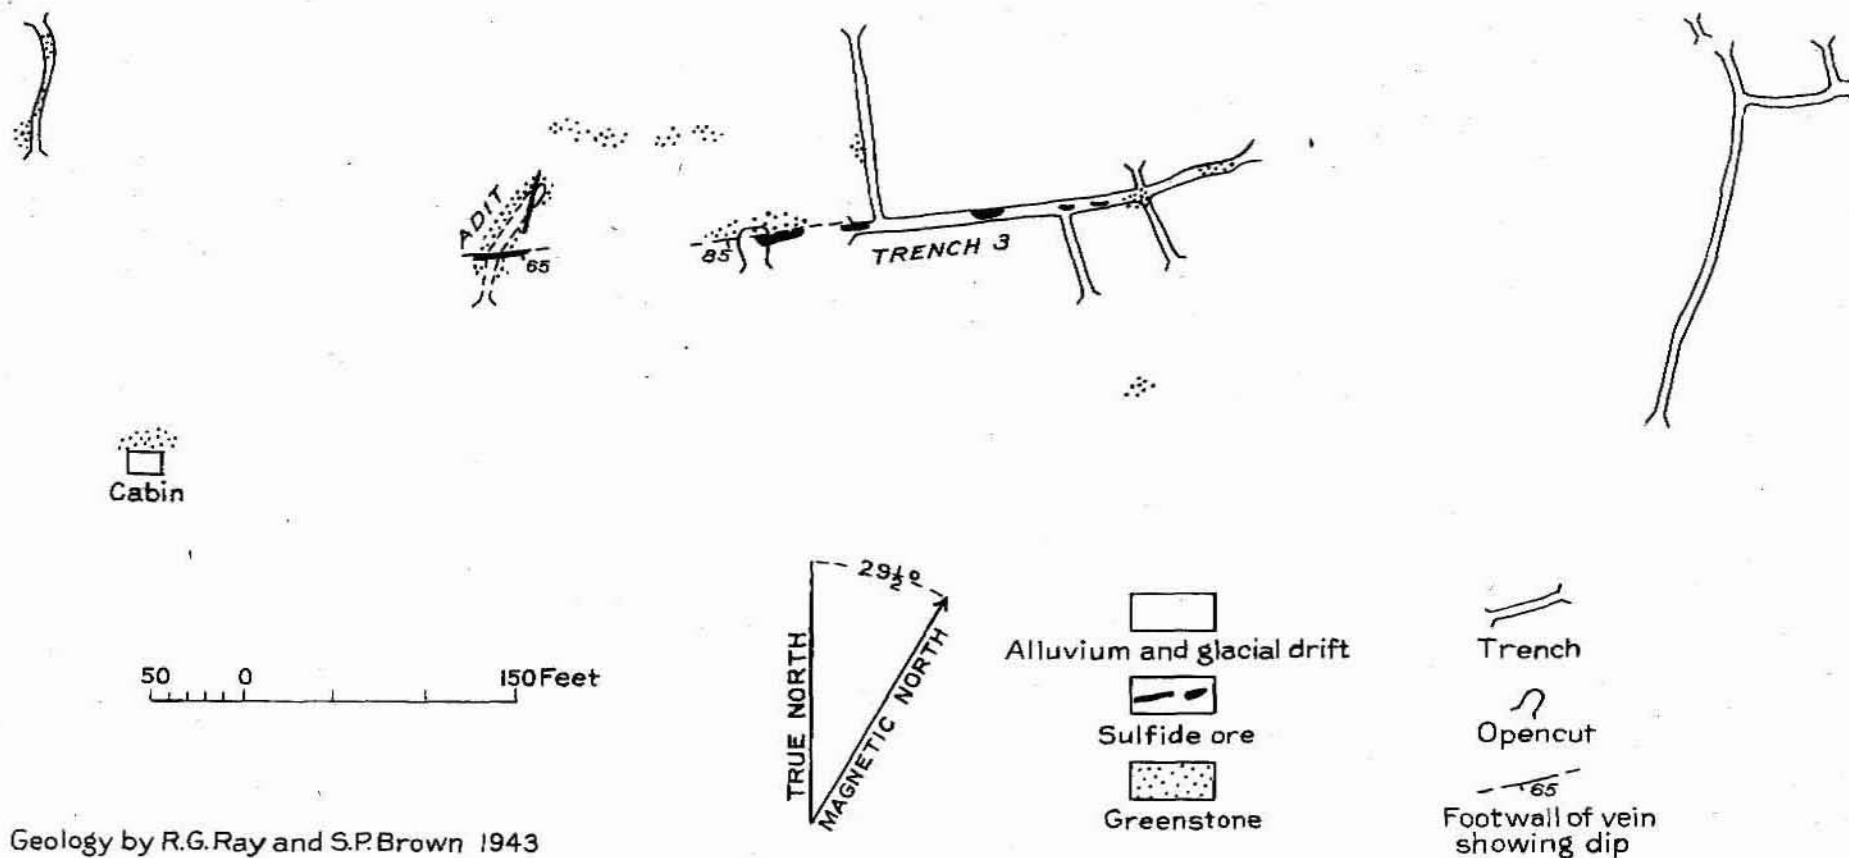 ADIT
65
85
TRENCH 3
Cabin
50 0 150 Feet
29½°
TRUE NORTH
MAGNETIC NORTH
Alluvium and glacial drift
Sulfide ore
Greenstone
Trench
Opencut
65
Footwall of vein
showing dip
Geology by R.G. Ray and S.P. Brown 1943